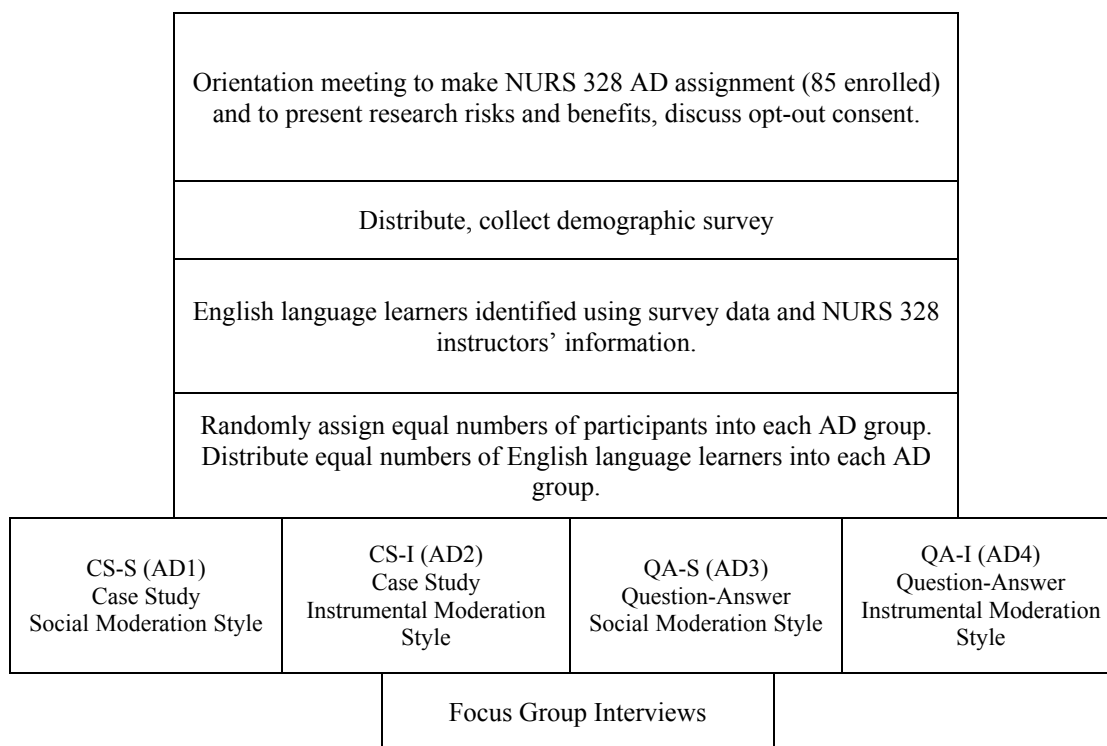 Orientation meeting to make NURS 328 AD assignment (85 enrolled)
and to present research risks and benefits, discuss opt-out consent.
Distribute, collect demographic survey
English language learners identified using survey data and NURS 328
instructors’ information.
Randomly assign equal numbers of participants into each AD group.
Distribute equal numbers of English language learners into each AD
group.
CS-S (AD1)
Case Study
Social Moderation Style
CS-I (AD2)
Case Study
Instrumental Moderation
Style
QA-S (AD3)
Question-Answer
Social Moderation Style
QA-I (AD4)
Question-Answer
Instrumental Moderation
Style
Focus Group Interviews